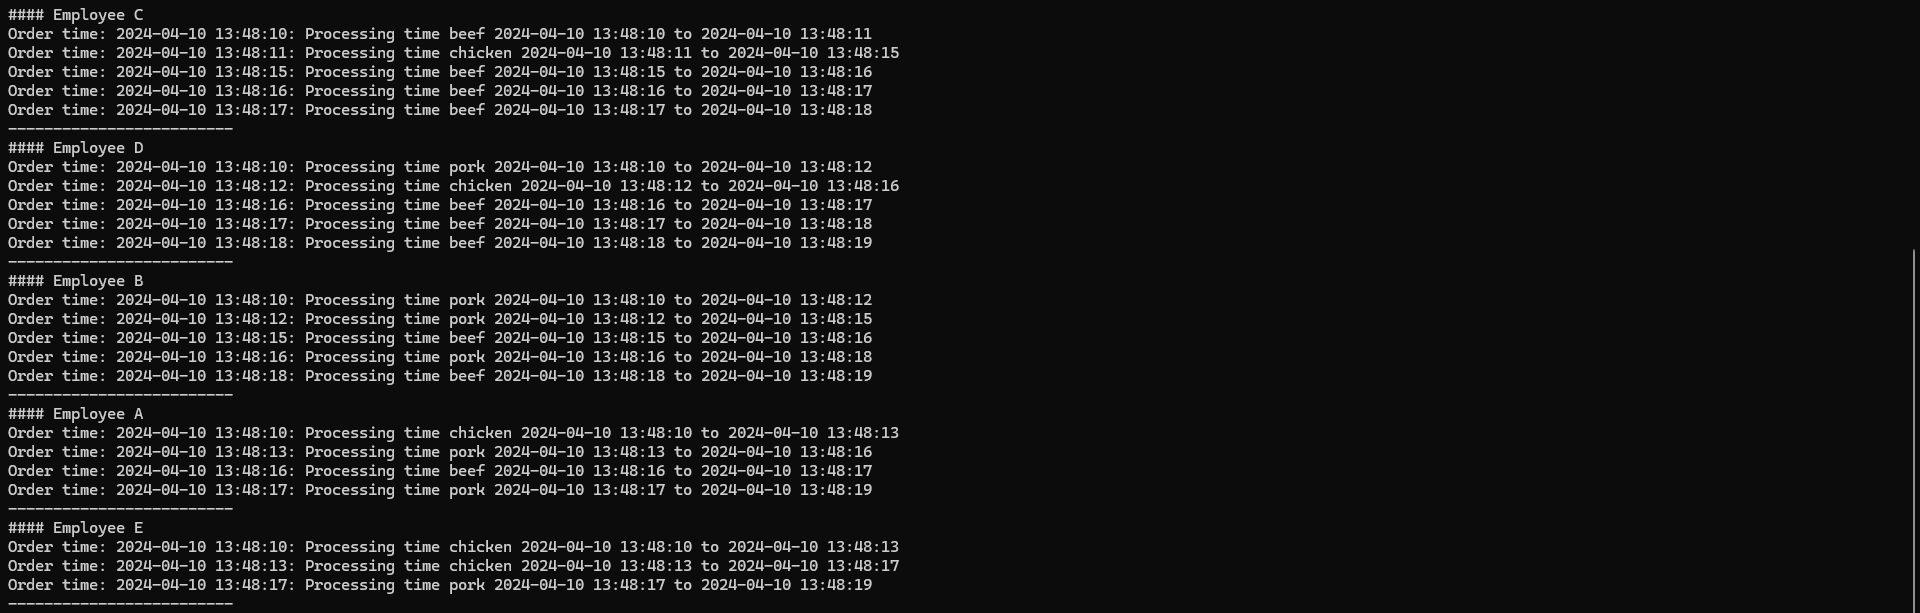 #### Employee C
Order time: 2024-04-10 13:48:10: Processing time beef 2024-04-10 13:48:10 to 2024-04-10 13:48:11
Order time: 2024-04-10 13:48:11: Processing time chicken 2024-04-10 13:48:11 to 2024-04-10 13:48:15
Order time: 2024-04-10 13:48:15: Processing time beef 2024-04-10 13:48:15 to 2024-04-10 13:48:16
Order time: 2024-04-10 13:48:16: Processing time beef 2024-04-10 13:48:16 to 2024-04-10 13:48:17
Order time: 2024-04-10 13:48:17: Processing time beef 2024-04-10 13:48:17 to 2024-04-10 13:48:18
-------------------------
#### Employee D
Order time: 2024-04-10 13:48:10: Processing time pork 2024-04-10 13:48:10 to 2024-04-10 13:48:12
Order time: 2024-04-10 13:48:12: Processing time chicken 2024-04-10 13:48:12 to 2024-04-10 13:48:16
Order time: 2024-04-10 13:48:16: Processing time beef 2024-04-10 13:48:16 to 2024-04-10 13:48:17
Order time: 2024-04-10 13:48:17: Processing time beef 2024-04-10 13:48:17 to 2024-04-10 13:48:18
Order time: 2024-04-10 13:48:18: Processing time beef 2024-04-10 13:48:18 to 2024-04-10 13:48:19
-------------------------
#### Employee B
Order time: 2024-04-10 13:48:10: Processing time pork 2024-04-10 13:48:10 to 2024-04-10 13:48:12
Order time: 2024-04-10 13:48:12: Processing time pork 2024-04-10 13:48:12 to 2024-04-10 13:48:15
Order time: 2024-04-10 13:48:15: Processing time beef 2024-04-10 13:48:15 to 2024-04-10 13:48:16
Order time: 2024-04-10 13:48:16: Processing time pork 2024-04-10 13:48:16 to 2024-04-10 13:48:18
Order time: 2024-04-10 13:48:18: Processing time beef 2024-04-10 13:48:18 to 2024-04-10 13:48:19
-------------------------
#### Employee A
Order time: 2024-04-10 13:48:10: Processing time chicken 2024-04-10 13:48:10 to 2024-04-10 13:48:13
Order time: 2024-04-10 13:48:13: Processing time pork 2024-04-10 13:48:13 to 2024-04-10 13:48:16
Order time: 2024-04-10 13:48:16: Processing time beef 2024-04-10 13:48:16 to 2024-04-10 13:48:17
Order time: 2024-04-10 13:48:17: Processing time pork 2024-04-10 13:48:17 to 2024-04-10 13:48:19
-------------------------
#### Employee E
Order time: 2024-04-10 13:48:10: Processing time chicken 2024-04-10 13:48:10 to 2024-04-10 13:48:13
Order time: 2024-04-10 13:48:13: Processing time chicken 2024-04-10 13:48:13 to 2024-04-10 13:48:17
Order time: 2024-04-10 13:48:17: Processing time pork 2024-04-10 13:48:17 to 2024-04-10 13:48:19
-------------------------